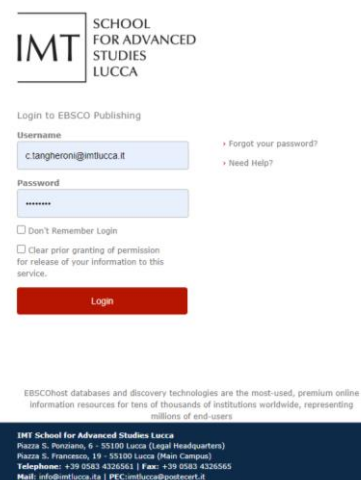 IMT
SCHOOL
FOR ADVANCED
STUDIES
LUCCA
Login to EBSCO Publishing
Username
c.tangheroni@imtlucca.it
› Forgot your password?
› Need Help?
Password
••••••••
Don't Remember Login
Clear prior granting of permission
for release of your information to this
service.
Login
EBSCOhost databases and discovery technologies are the most-used, premium online
information resources for tens of thousands of institutions worldwide, representing
millions of end-users
IMT School for Advanced Studies Lucca
Piazza S. Ponziano, 6 - 55100 Lucca (Legal Headquarters)
Piazza S. Francesco, 19 - 55100 Lucca (Main Campus)
Telephone: +39 0583 4326561 | Fax: +39 0583 4326565
Mail: info@imtlucca.ita | PEC:imtlucca@postecert.it